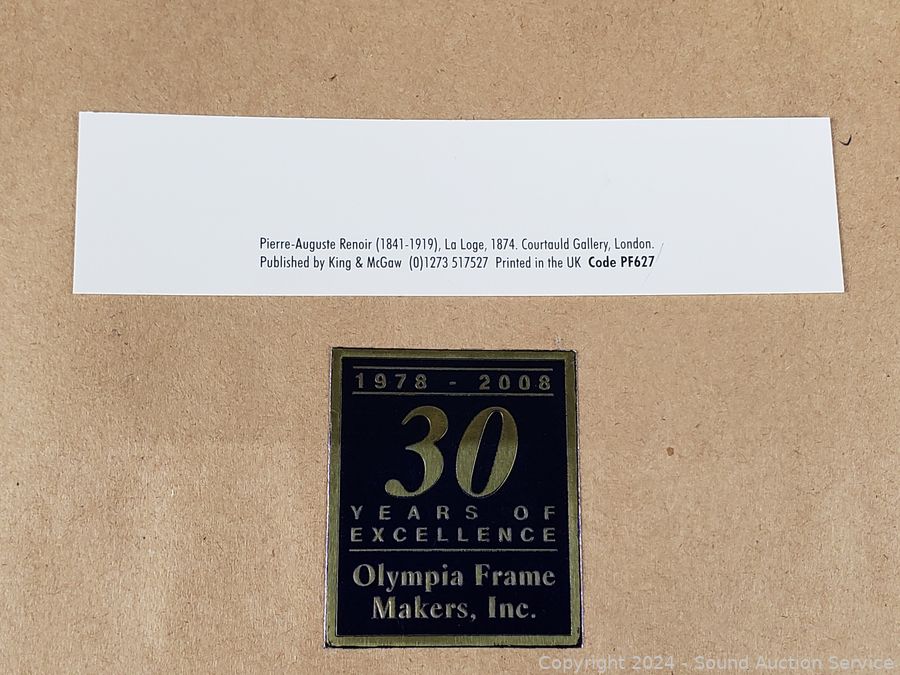 Pierre-Auguste Renoir (1841-1919), La Loge, 1874. Courtauld Gallery, London.
Published by King & McGaw (0)1273 517527 Printed in the UK Code PF627
1978 - 2008
30
YEARS OF
EXCELLENCE
Olympia Frame
Makers, Inc.
Copyright © 2024 - Sound Auction Service